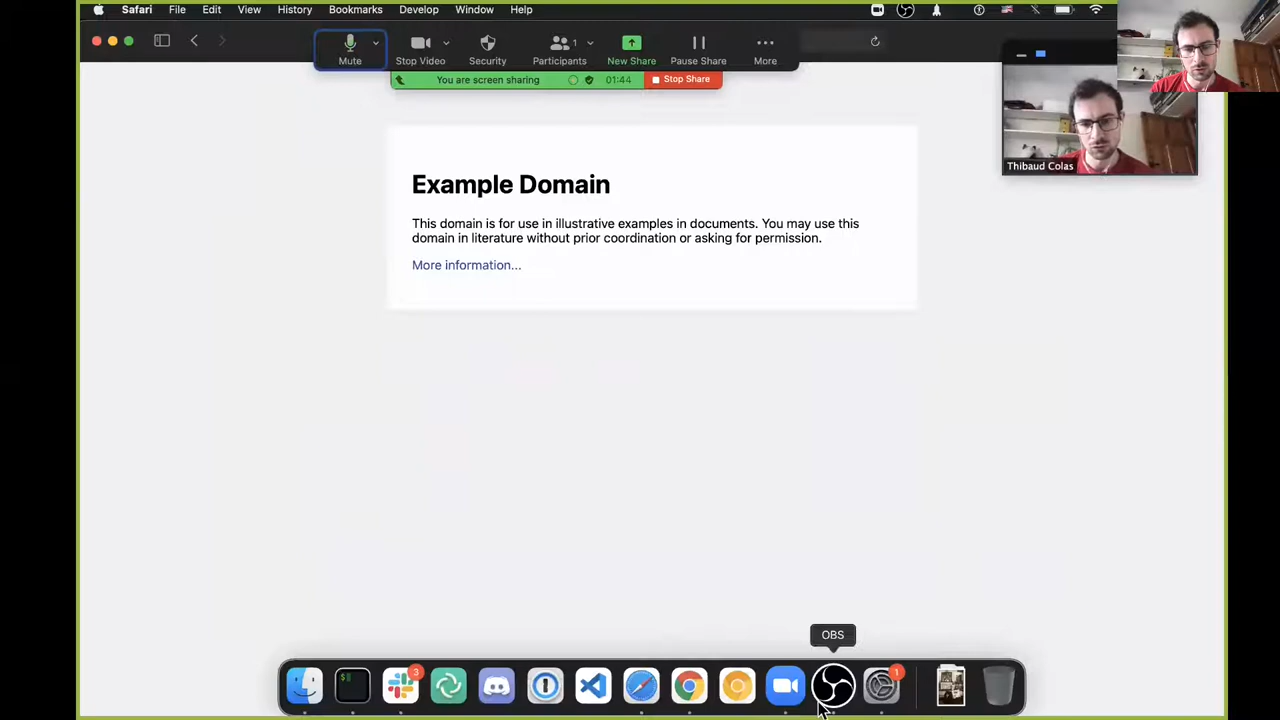 Safari File Edit View History Bookmarks Develop Window Help
Mute
Stop Video
Security
1
Participants
New Share
Pause Share
More
You are screen sharing
01:44
Stop Share
Thibaud Colas
Example Domain
This domain is for use in illustrative examples in documents. You may use this
domain in literature without prior coordination or asking for permission.
More information...
OBS
3
1